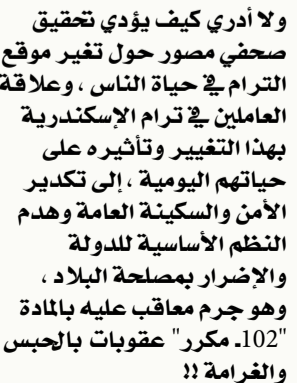 ولا أدري كيف يؤدي تحقيق
صحفي مصور حول تغير موقع
الترام في حياة الناس ، وعلاقة
العاملين في ترام الإسكندرية
بهذا التغيير وتأثيره على
حياتهم اليومية ، إلى تكدير
الأمن والسكينة العامة وهدم
النظم الأساسية للدولة
والإضرار بمصلحة البلاد ،
وهو جرم معاقب عليه بالمادة
"102ـ مكرر" عقوبات بالحبس
والغرامة !!